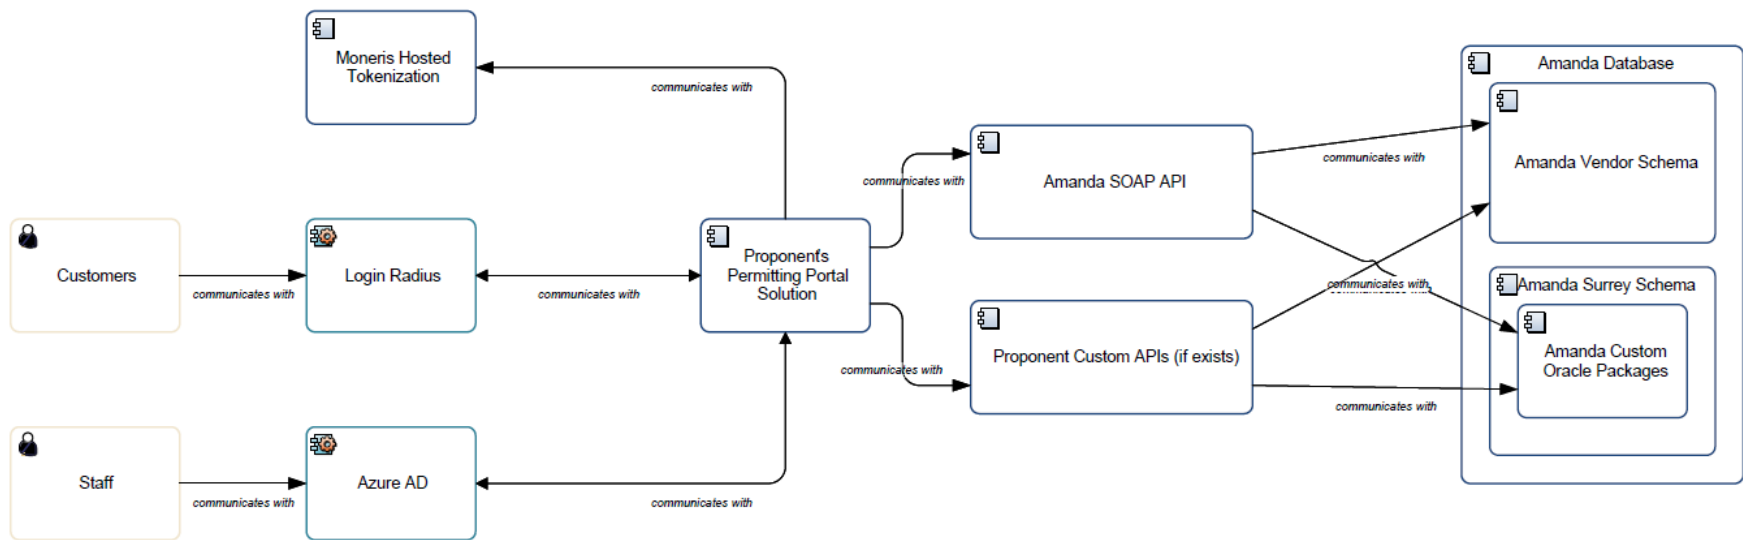 Moneris Hosted
Tokenization
communicates with
Amanda Database
Amanda Vendor Schema
communicates with
communicates with
Amanda SOAP API
Customers
communicates with
Login Radius
communicates with
Proponent's
Permitting Portal
Solution
communicates with
communicates with
Amanda Surrey Schema
Proponent Custom APIs (if exists)
communicates with
Amanda Custom
Oracle Packages
communicates with
Staff
communicates with
Azure AD
communicates with